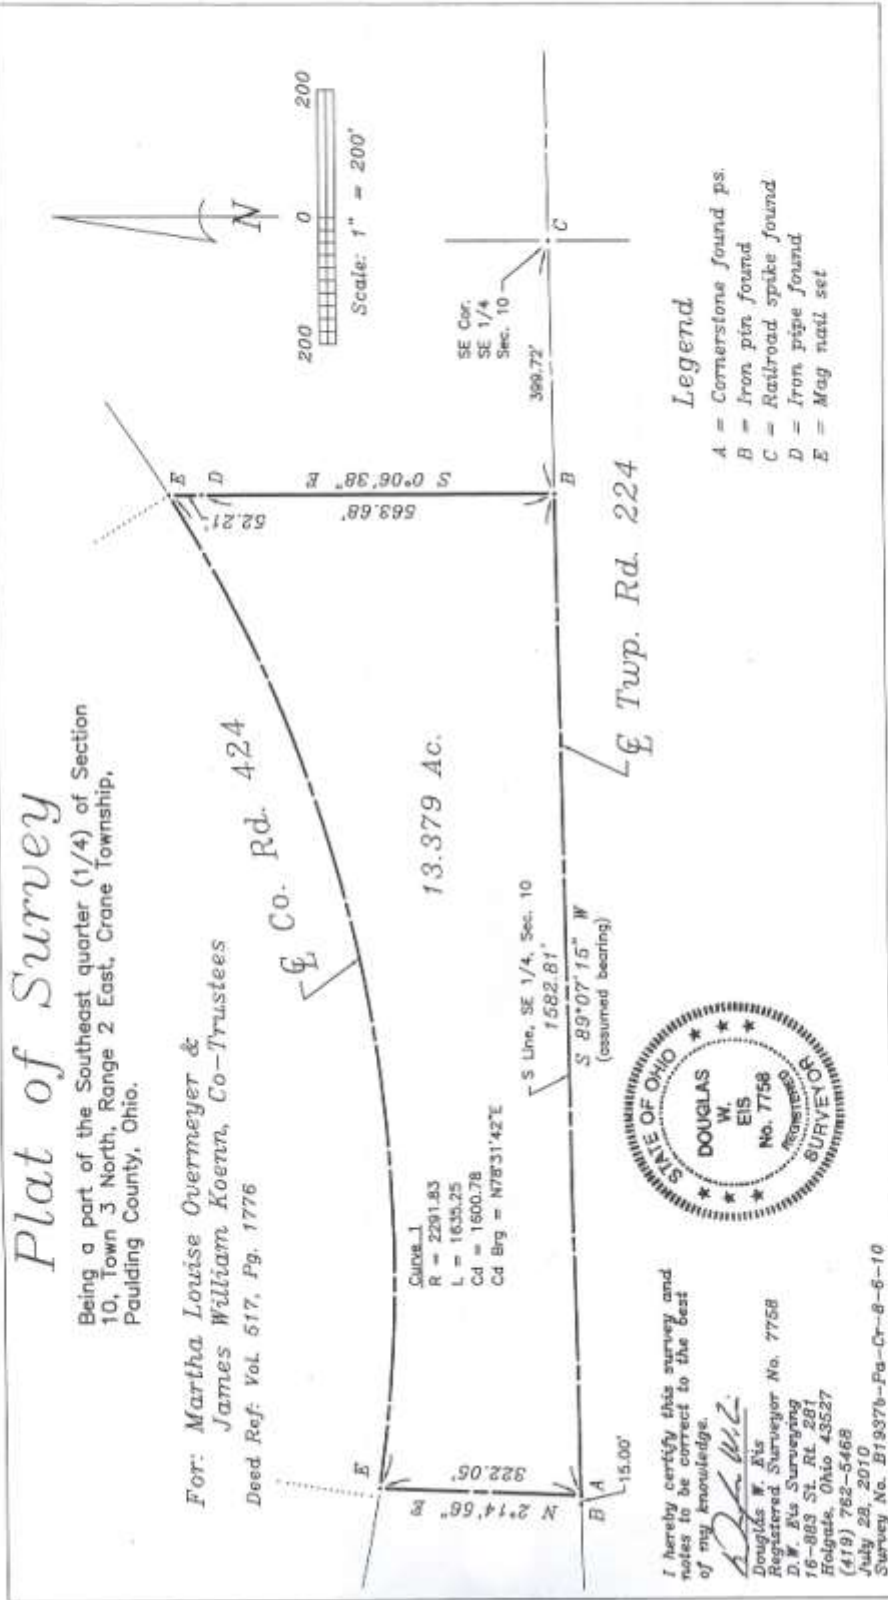 Plat of Survey
Being a part of the Southeast quarter (1/4) of Section
10, Town 3 North, Range 2 East, Crane Township,
Paulding County, Ohio.
For: Martha Louise Overmeyer &
James William Koenn, Co-Trustees
Deed Ref: Vol. 517, Pg. 1776
N
200 0 200
Scale: 1" = 200'
℄ Co. Rd. 424
E
D
52.21'
563.68'
S 0°06'38" E
B
E
322.05'
N 2°14'56" E
B A
15.00'
13.379 Ac.
Curve 1
R = 2291.83
L = 1635.25
Cd = 1600.78
Cd Brg = N78°31'42"E
S Line, SE 1/4, Sec. 10
1582.81'
S 89°07'15" W
(assumed bearing)
℄ Twp. Rd. 224
SE Cor.
SE 1/4
Sec. 10
399.72'
C
Legend
A = Cornerstone found ps.
B = Iron pin found
C = Railroad spike found
D = Iron pipe found
E = Mag nail set
STATE OF OHIO
DOUGLAS
W.
EIS
No. 7758
REGISTERED
SURVEYOR
I hereby certify this survey and
notes to be correct to the best
of my knowledge.
Douglas W. Eis
Registered Surveyor No. 7758
D.W. Eis Surveying
16-883 St. Rt. 281
Holgate, Ohio 43527
(419) 762-5468
July 28, 2010
Survey No. B1937b-Pa-Cr-8-6-10